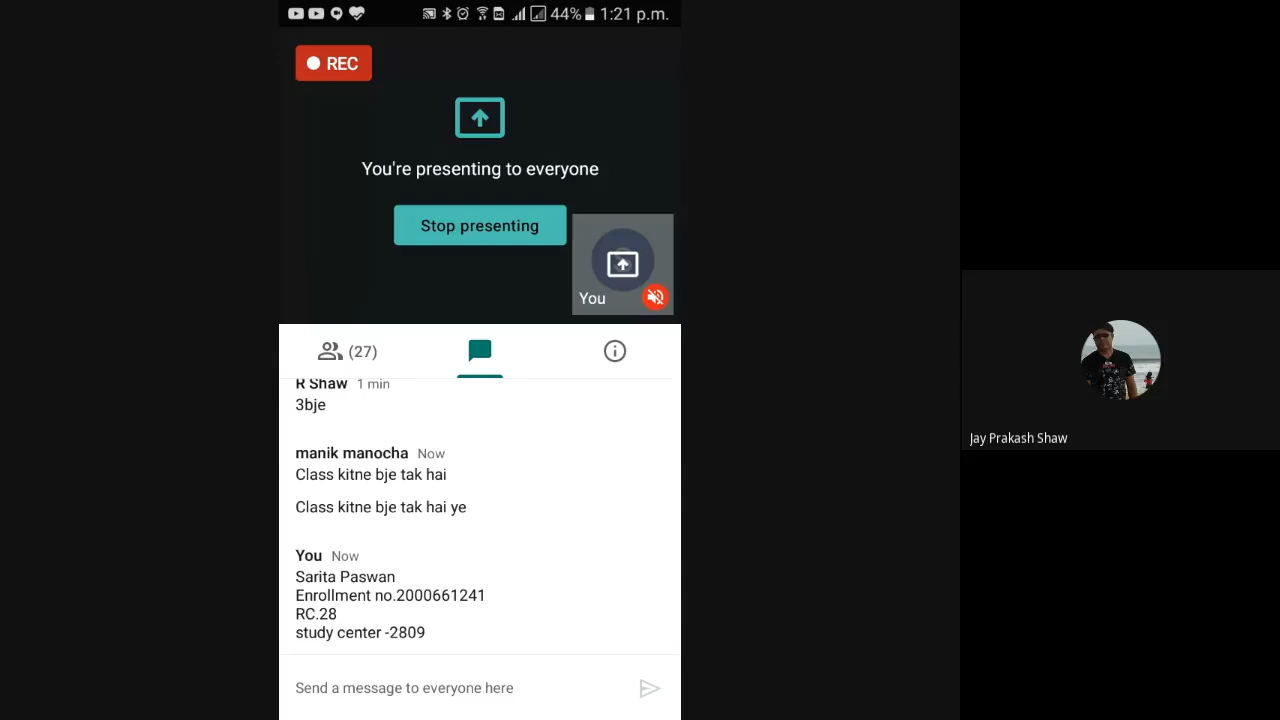 44% 1:21 p.m.
REC
You're presenting to everyone
Stop presenting
You
(27)
R Shaw 1 min
3bje
manik manocha Now
Class kitne bje tak hai
Class kitne bje tak hai ye
You Now
Sarita Paswan
Enrollment no.2000661241
RC.28
study center -2809
Send a message to everyone here
Jay Prakash Shaw